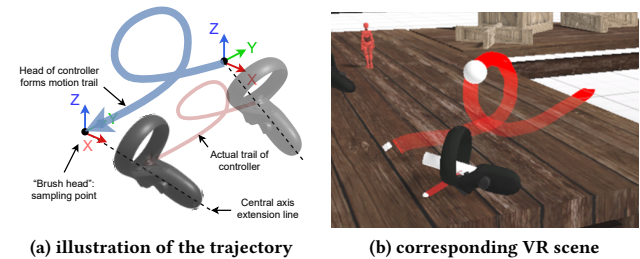 Z
Y
X
Head of controller
forms motion trail
Z
Y
X
Actual trail of
controller
"Brush head":
sampling point
Central axis
extension line
(a) illustration of the trajectory
(b) corresponding VR scene